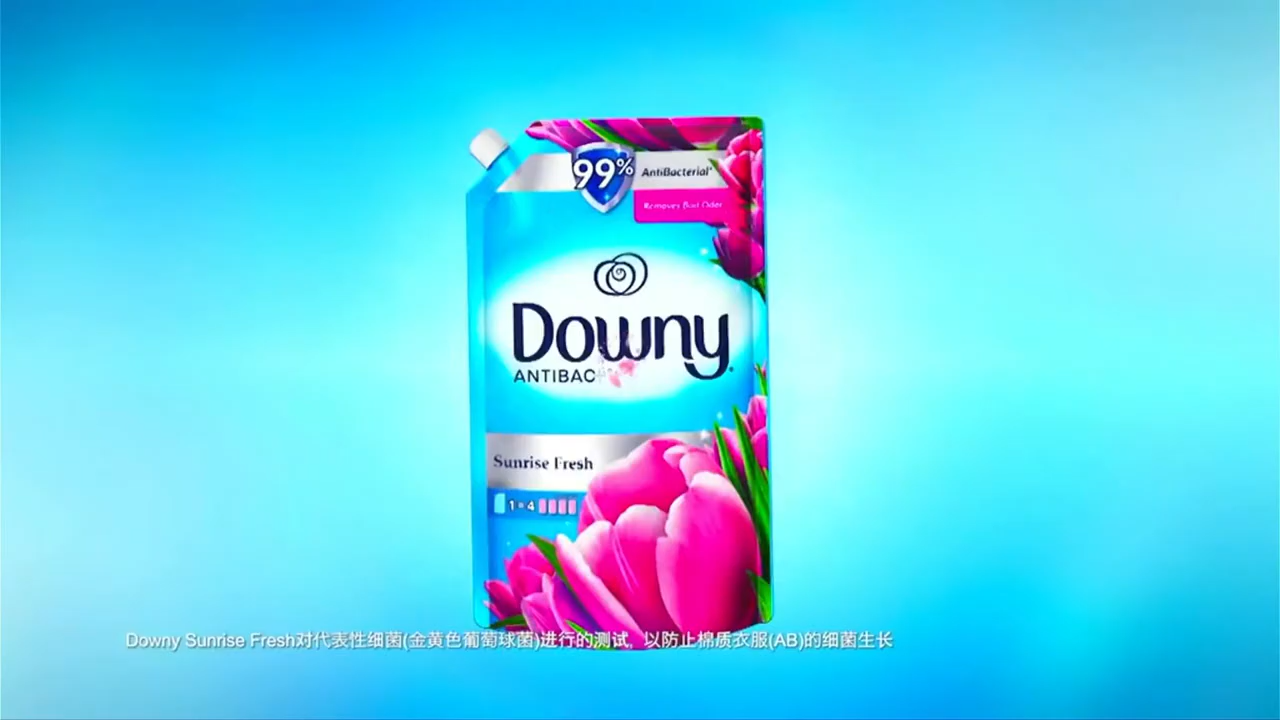 99%
AntiBacterial*
Removes Bad Odor
Downy
ANTIBAC
Sunrise Fresh
1=4
Downy Sunrise Fresh对代表性细菌(金黄色葡萄球菌)进行的测试，以防止棉质衣服(AB)的细菌生长